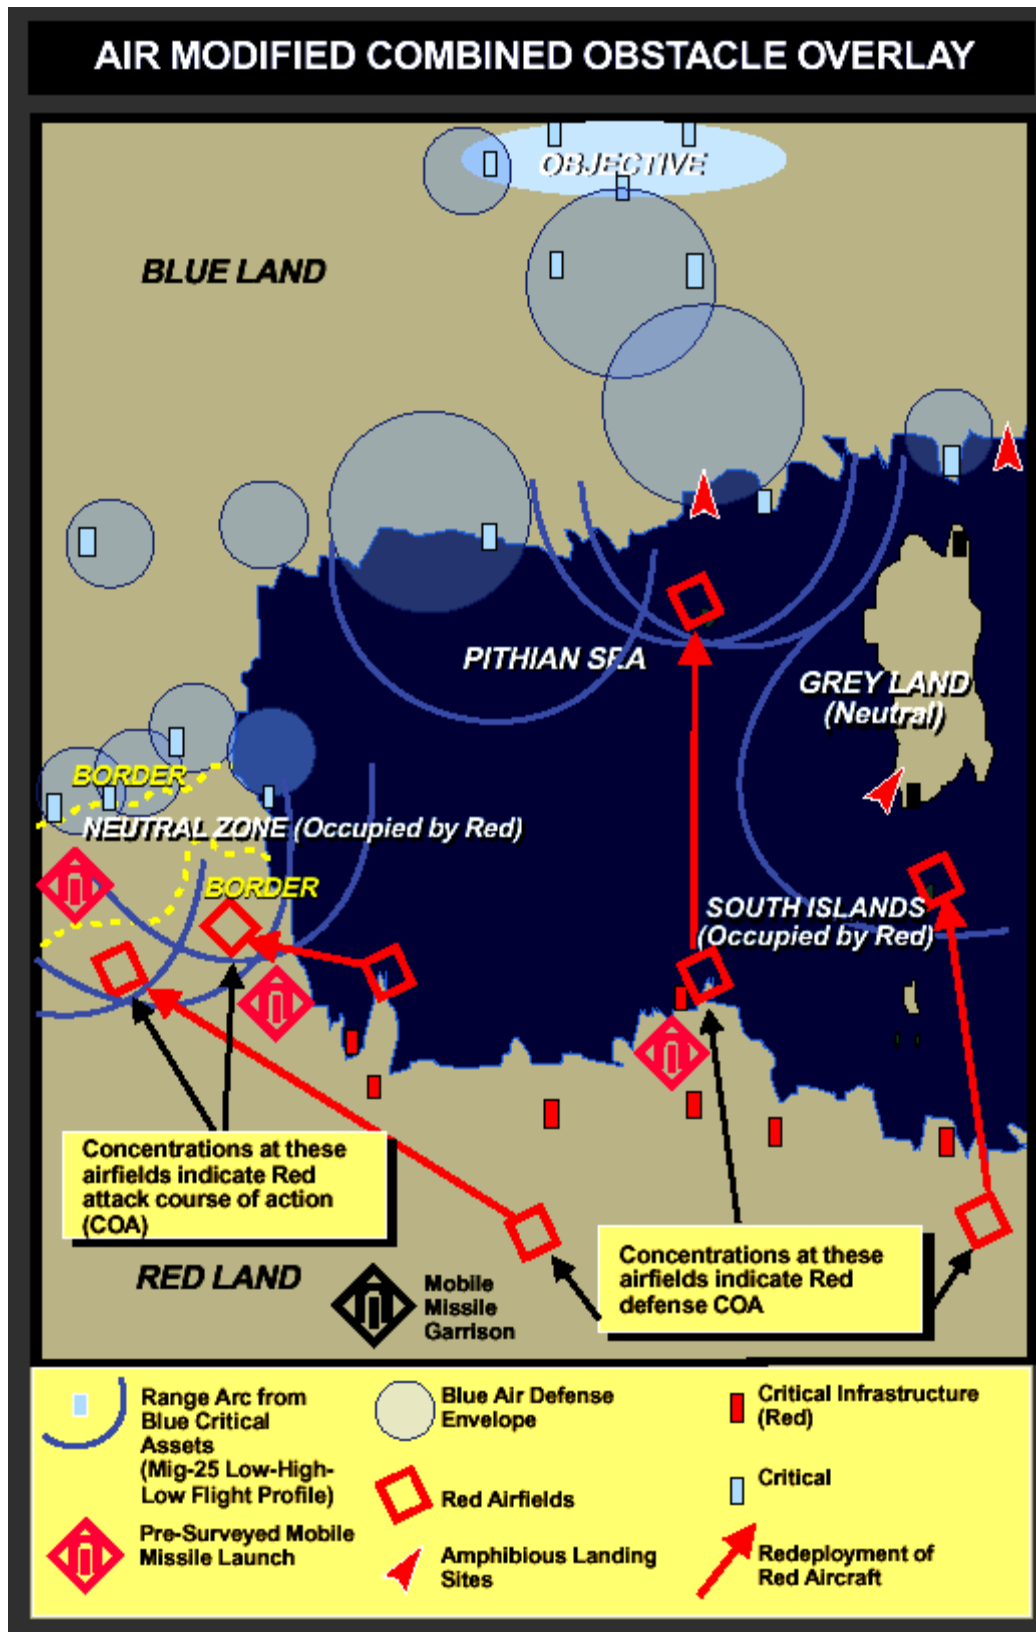 AIR MODIFIED COMBINED OBSTACLE OVERLAY
OBJECTIVE
BLUE LAND
PITHIAN SEA
GREY LAND
(Neutral)
BORDER
NEUTRAL ZONE (Occupied by Red)
BORDER
SOUTH ISLANDS
(Occupied by Red)
Concentrations at these
airfields indicate Red
attack course of action
(COA)
Concentrations at these
airfields indicate Red
defense COA
RED LAND
Mobile
Missile
Garrison
Range Arc from
Blue Critical
Assets
(Mig-25 Low-High-
Low Flight Profile)
Pre-Surveyed Mobile
Missile Launch
Blue Air Defense
Envelope
Red Airfields
Amphibious Landing
Sites
Critical Infrastructure
(Red)
Critical
Redeployment of
Red Aircraft